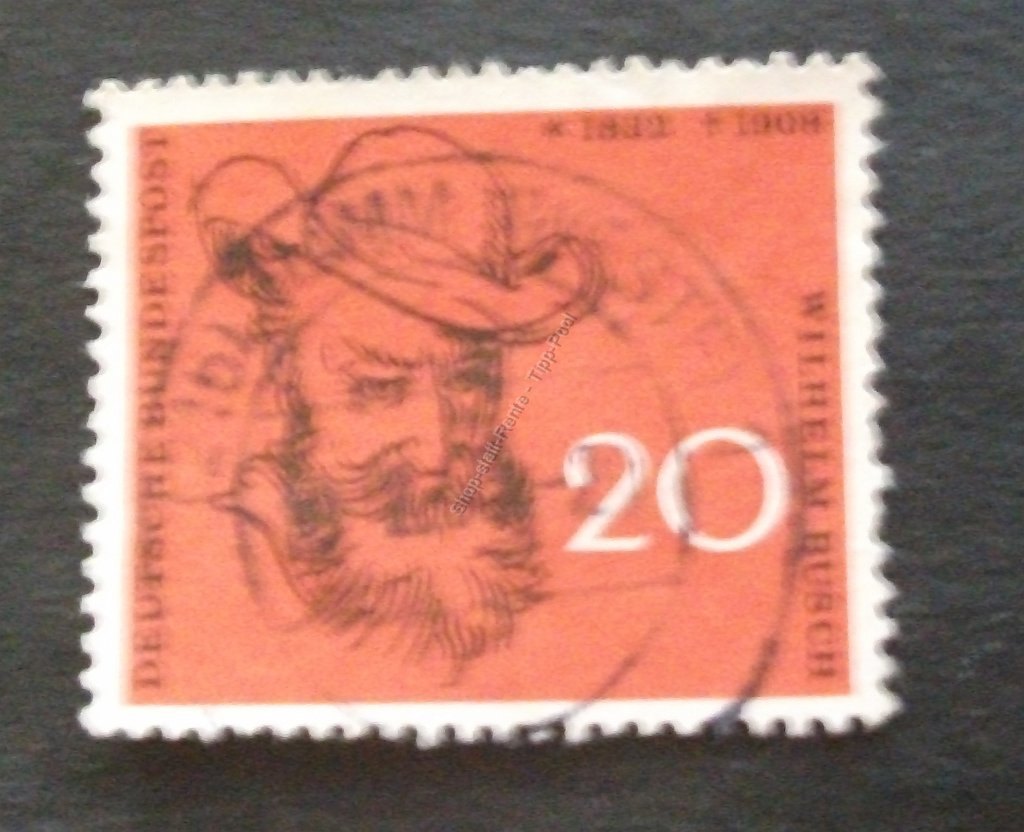 * 1832 † 1908
DEUTSCHE BUNDESPOST
WILHELM BUSCH
20
Shop-statt-Rente - Tipp-Pool